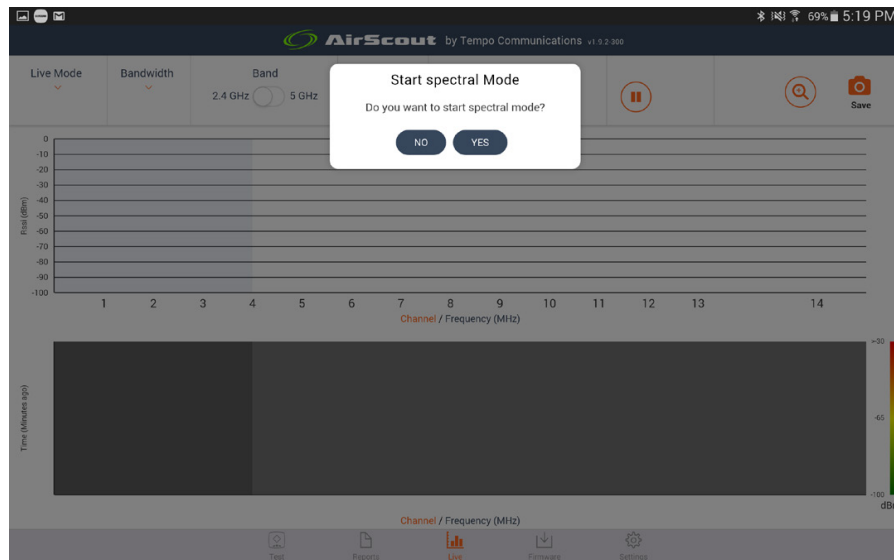 69% 5:19 PM
AirScout by Tempo Communications v1.9.2-300
Live Mode
Bandwidth
Band
2.4 GHz 5 GHz
Save
Start spectral Mode
Do you want to start spectral mode?
NO YES
Rssi (dBm)
0
-10
-20
-30
-40
-50
-60
-70
-80
-90
-100
1 2 3 4 5 6 7 8 9 10 11 12 13 14
Channel / Frequency (MHz)
Time (Minutes ago)
>-30
-65
-100
dBm
Channel / Frequency (MHz)
Test Reports Live Firmware Settings